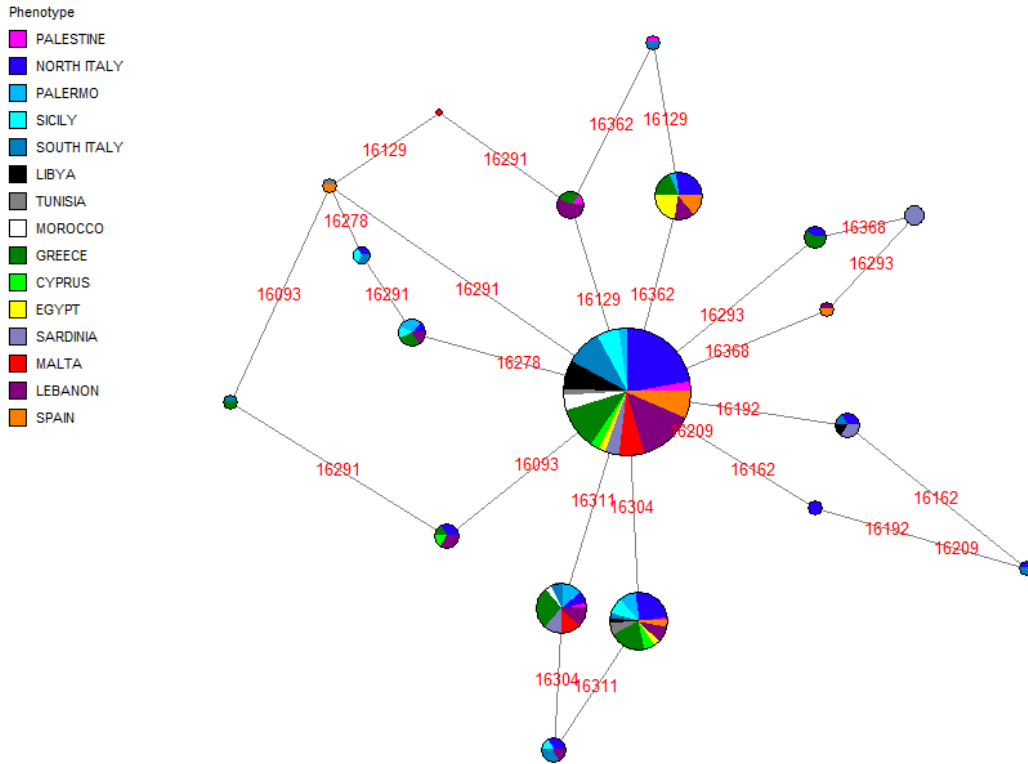 Phenotype
PALESTINE
NORTH ITALY
PALERMO
SICILY
SOUTH ITALY
LIBYA
TUNISIA
MOROCCO
GREECE
CYPRUS
EGYPT
SARDINIA
MALTA
LEBANON
SPAIN
16362
16129
16129
16291
16278
16368
16293
16291
16093
16291
16129
16362
16293
16368
16278
16192
16209
16162
16093
16291
16311
16304
16162
16192
16209
16304
16311